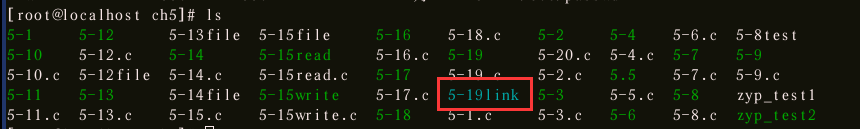 [root@localhost ch5]# ls
5-1 5-12 5-13file 5-15file 5-16 5-18.c 5-2 5-4 5-6.c 5-8test
5-10 5-12.c 5-14 5-15read 5-16.c 5-19 5-20.c 5-4.c 5-7 5-9
5-10.c 5-12file 5-14.c 5-15read.c 5-17 5-19.c 5-2.c 5.5 5-7.c 5-9.c
5-11 5-13 5-14file 5-15write 5-17.c 5-19link 5-3 5-5.c 5-8 zyp_test1
5-11.c 5-13.c 5-15.c 5-15write.c 5-18 5-1.c 5-3.c 5-6 5-8.c zyp_test2